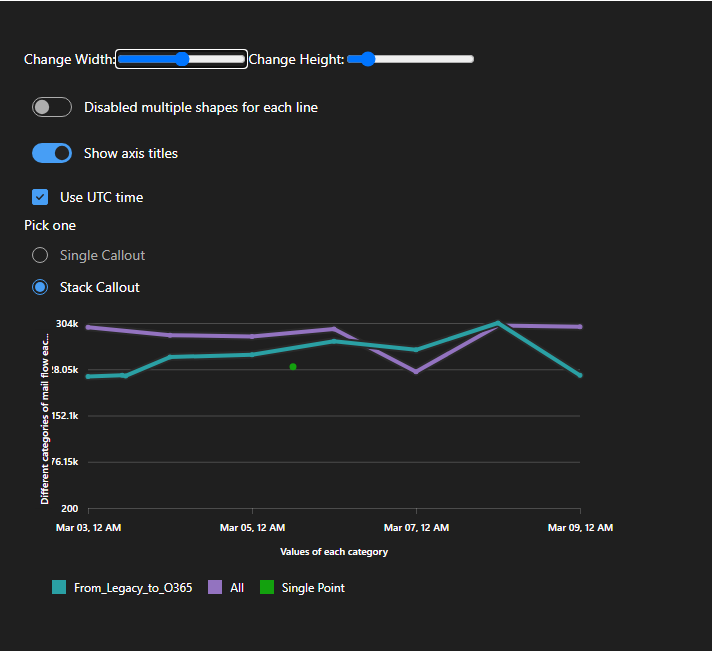 Change Width: Change Height:
Disabled multiple shapes for each line
Show axis titles
Use UTC time
Pick one
Single Callout
Stack Callout
304k
28.05k
152.1k
76.15k
200
Different categories of mail flow eac...
Mar 03, 12 AM Mar 05, 12 AM Mar 07, 12 AM Mar 09, 12 AM
Values of each category
From_Legacy_to_O365 All Single Point